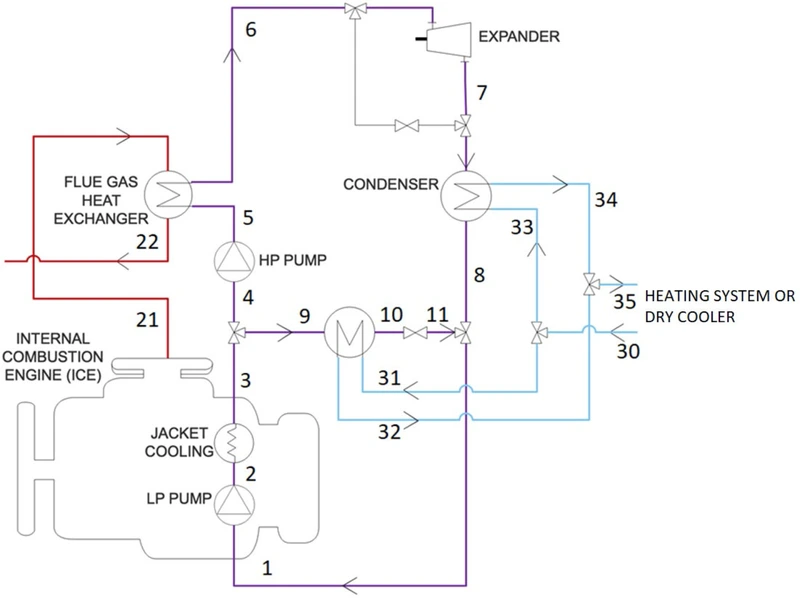 6
EXPANDER
7
FLUE GAS
HEAT
EXCHANGER
CONDENSER
34
5
33
22
HP PUMP
8
4
35
HEATING SYSTEM OR
DRY COOLER
21
9
10
11
30
INTERNAL
COMBUSTION
ENGINE (ICE)
3
31
32
JACKET
COOLING
2
LP PUMP
1